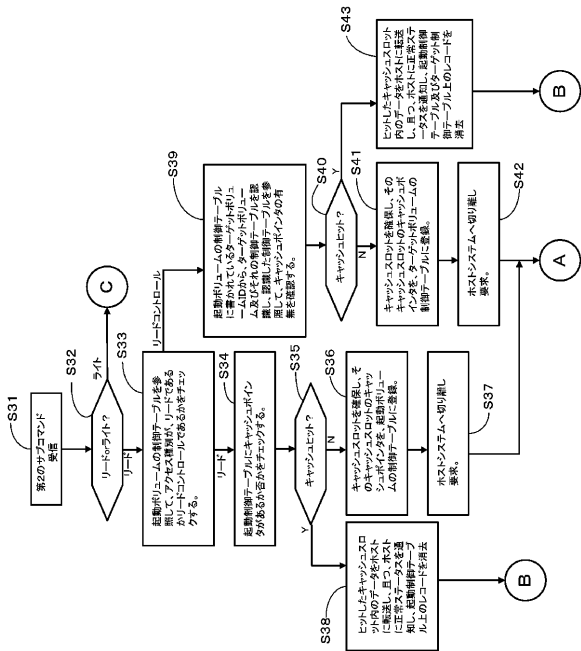 S31
第2のサブコマンド
受信
S32
リードorライト？
ライト
C
リード
S33
起動ボリュームの制御テーブルを参
照して、アクセス種別が、リードである
かリードコントロールであるかをチェッ
クする。
リードコントロール
リード
S34
起動制御テーブルにキャッシュポイン
タがあるか否かをチェックする。
S35
キャッシュヒット？
Y
N
S36
キャッシュスロットを確保し、そ
のキャッシュスロットのキャッ
シュポインタを、起動ボリュー
ムの制御テーブルに登録。
S37
ホストシステムへ切り離し
要求。
S38
ヒットしたキャッシュスロ
ット内のデータをホスト
に転送し、且つ、ホスト
に正常ステータスを通
知し、起動制御テーブ
ル上のレコードを消去
B
S39
起動ボリュームの制御テーブル
に書かれているターゲットボリュ
ームIDから、ターゲットボリュー
ム及びそれの制御テーブルを認
識し、認識した制御テーブルを参
照して、キャッシュポインタの有
無を確認する。
S40
キャッシュヒット？
Y
N
S41
キャッシュスロットを確保し、その
キャッシュスロットのキャッシュポ
インタを、ターゲットボリュームの
制御テーブルに登録。
S42
ホストシステムへ切り離し
要求。
A
S43
ヒットしたキャッシュスロット
内のデータをホストに転送
し、且つ、ホストに正常ステ
ータスを通知し、起動制御
テーブル及びターゲット制
御テーブル上のレコードを
消去
B